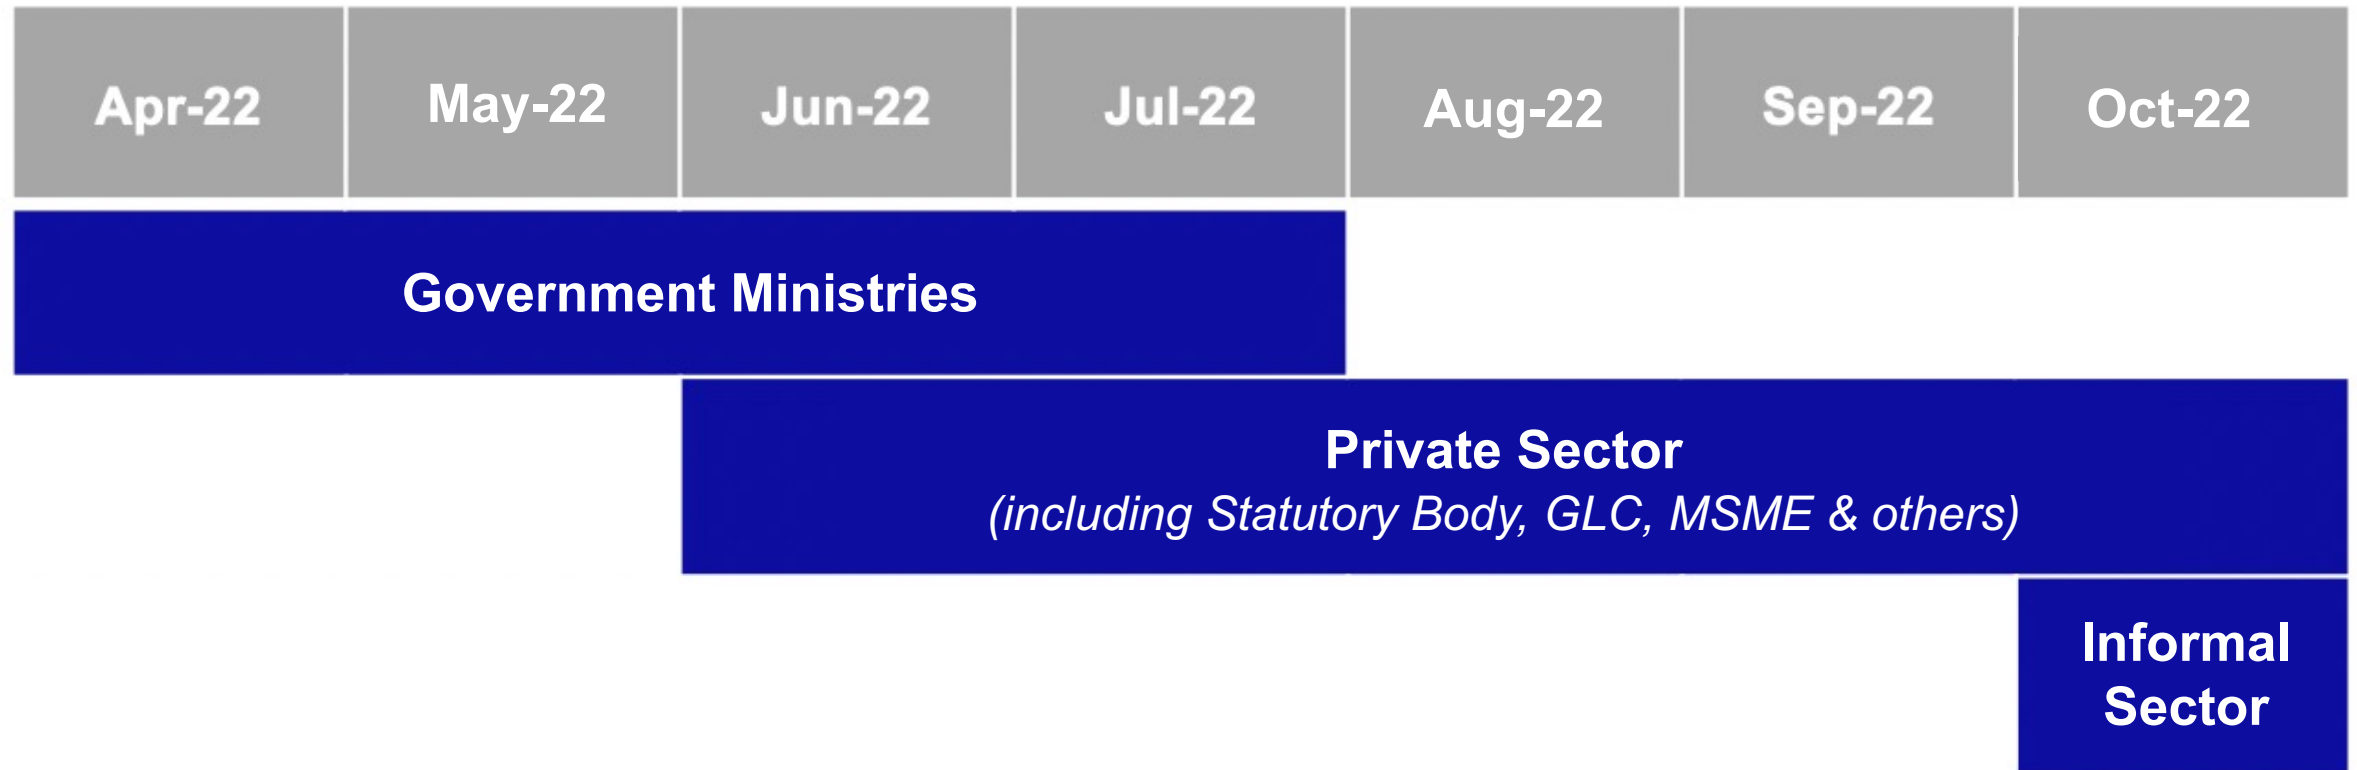 Apr-22 May-22 Jun-22 Jul-22 Aug-22 Sep-22 Oct-22
Government Ministries
Private Sector
(including Statutory Body, GLC, MSME & others)
Informal
Sector